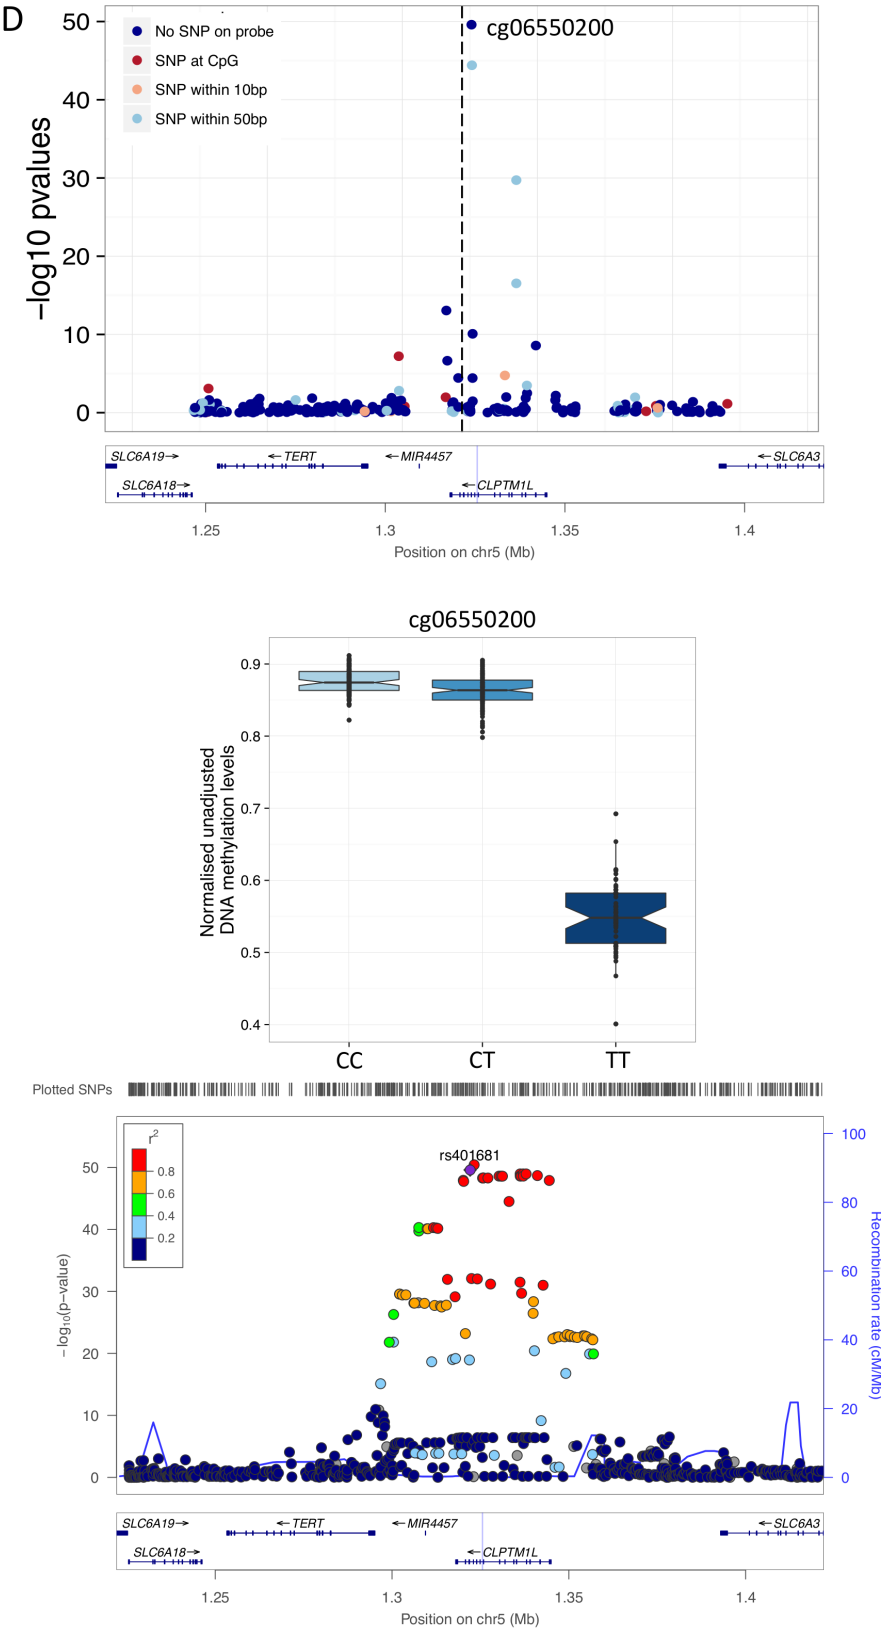 D
50
40
30
20
10
0
−log10 pvalues
No SNP on probe
SNP at CpG
SNP within 10bp
SNP within 50bp
cg06550200
SLC6A19→
←TERT
←MIR4457
←SLC6A3
SLC6A18→
←CLPTM1L
1.25
1.3
1.35
1.4
Position on chr5 (Mb)
cg06550200
Normalised unadjusted
DNA methylation levels
0.9
0.8
0.7
0.6
0.5
0.4
CC
CT
TT
Plotted SNPs
r²
0.8
0.6
0.4
0.2
rs401681
− log₁₀(p−value)
50
40
30
20
10
0
100
80
60
40
20
0
Recombination rate (cM/Mb)
SLC6A19→
←TERT
←MIR4457
←SLC6A3
SLC6A18→
←CLPTM1L
1.25
1.3
1.35
1.4
Position on chr5 (Mb)